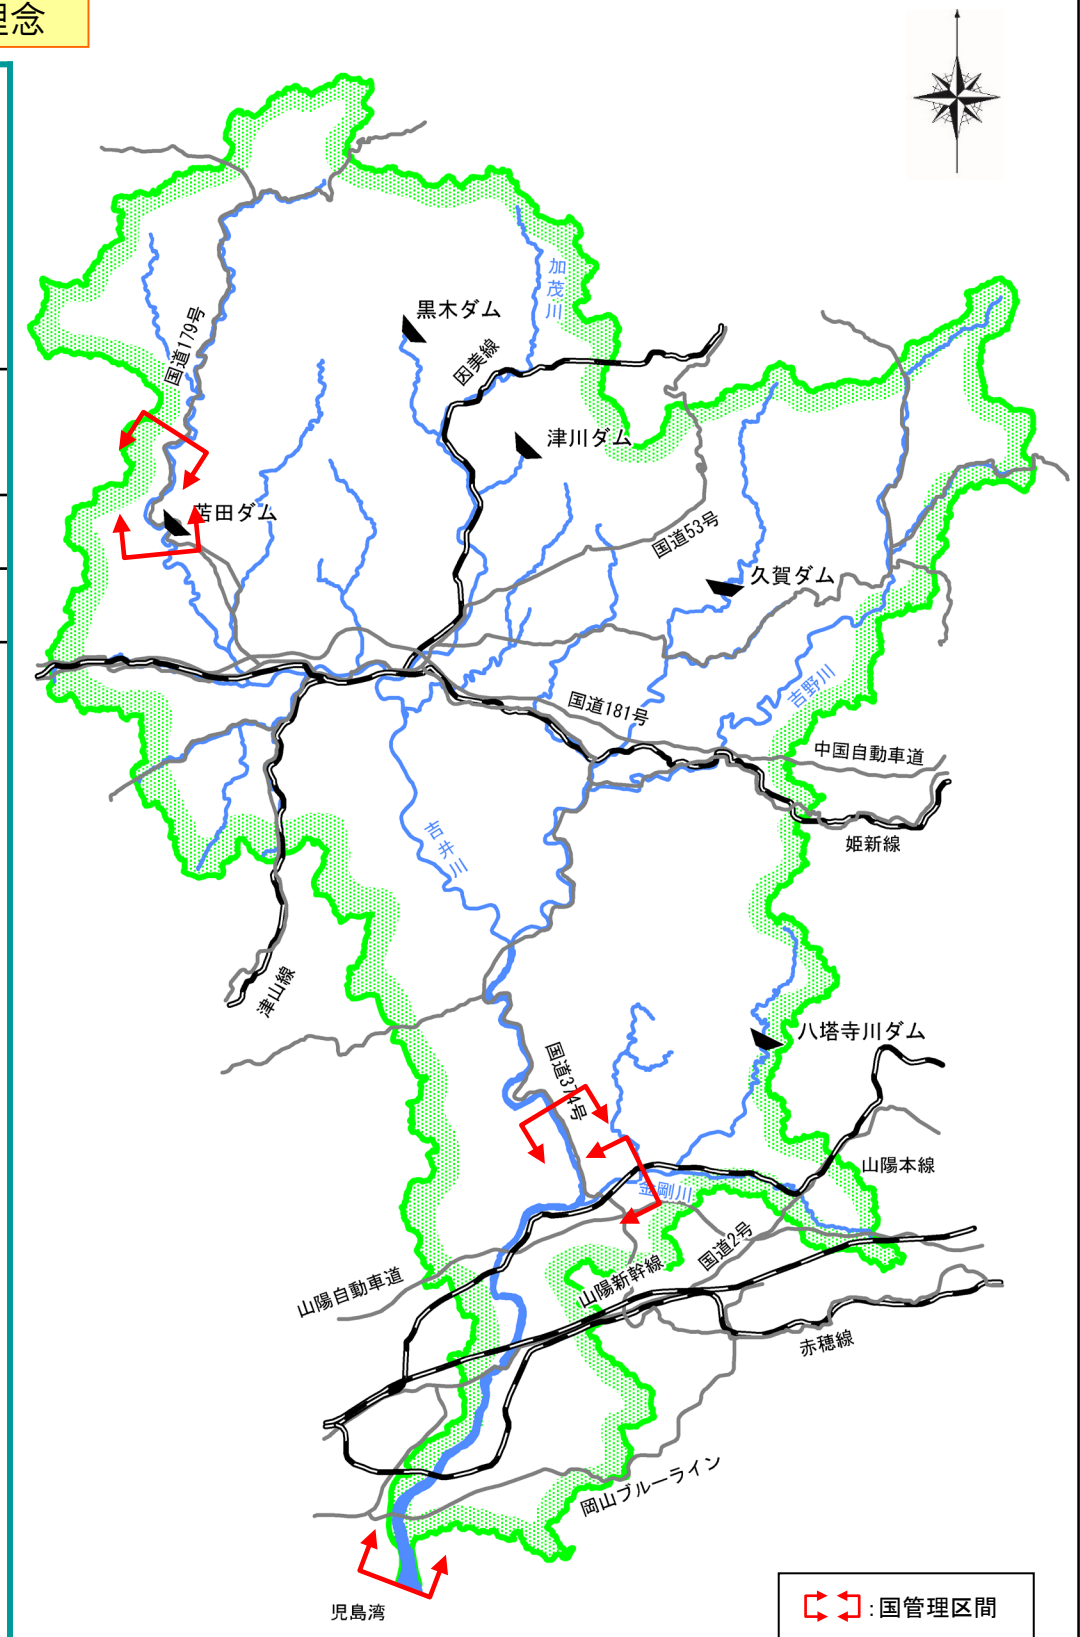 理念
加茂川
黒木ダム
国道179号
因美線
津川ダム
苫田ダム
国道53号
久賀ダム
吉野川
国道181号
中国自動車道
姫新線
吉井川
津山線
八塔寺川ダム
国道374号
山陽本線
金剛川
国道2号
山陽新幹線
山陽自動車道
赤穂線
岡山ブルーライン
児島湾
:国管理区間